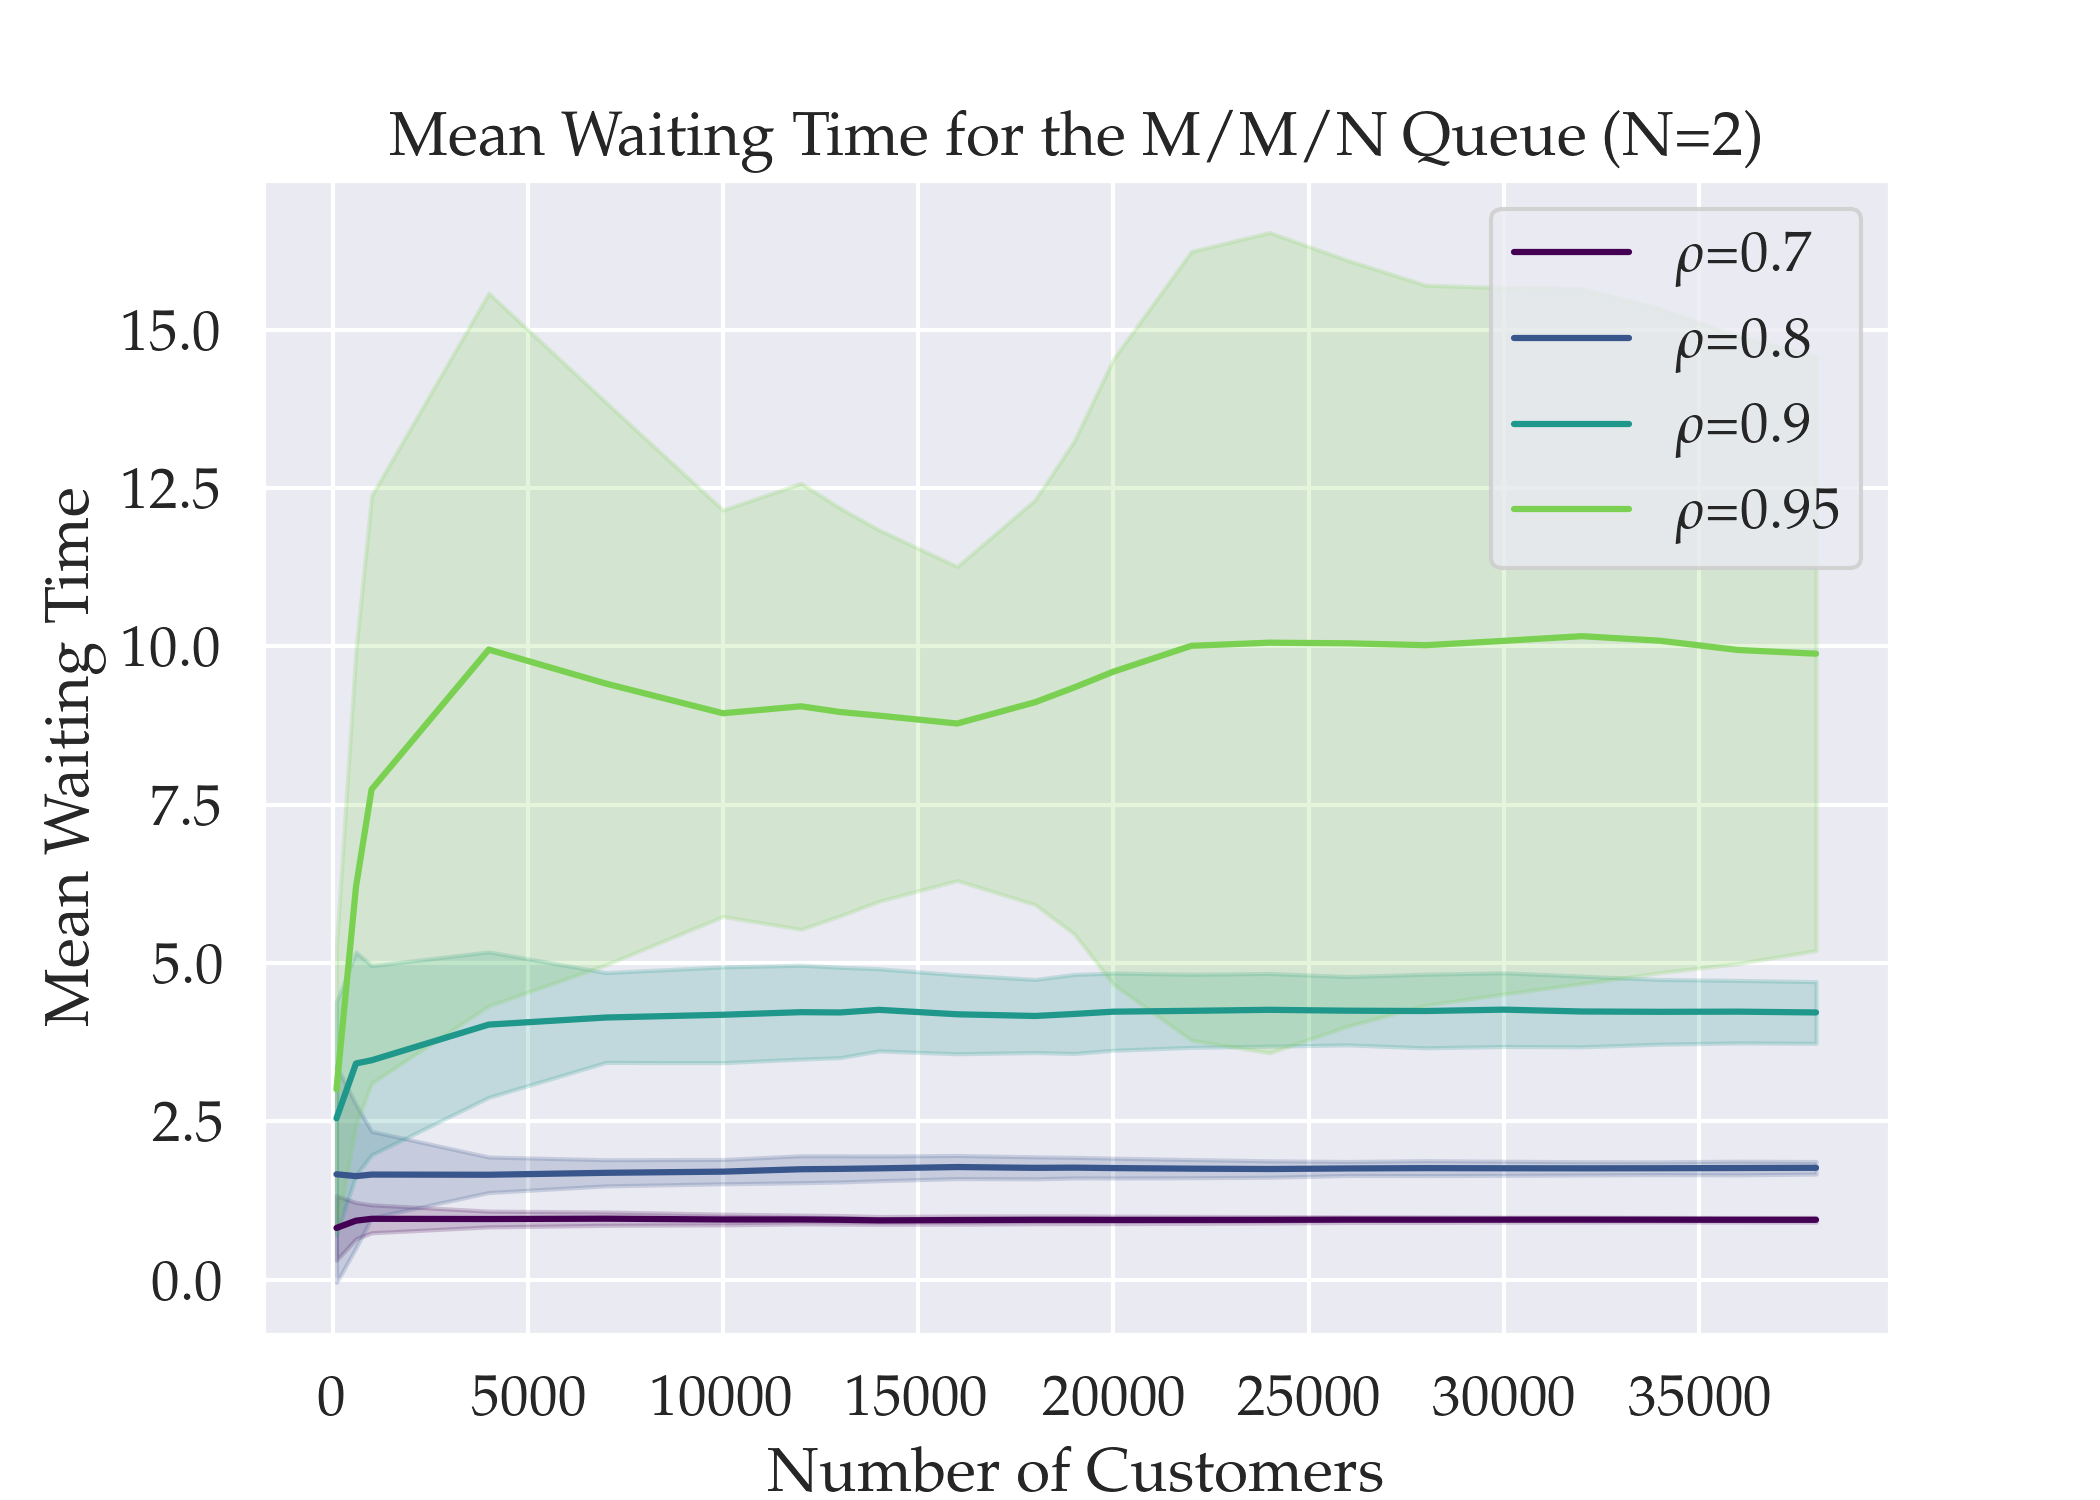 Mean Waiting Time for the M/M/N Queue (N=2)
ρ=0.7
ρ=0.8
ρ=0.9
ρ=0.95
Mean Waiting Time
15.0
12.5
10.0
7.5
5.0
2.5
0.0
0 5000 10000 15000 20000 25000 30000 35000
Number of Customers